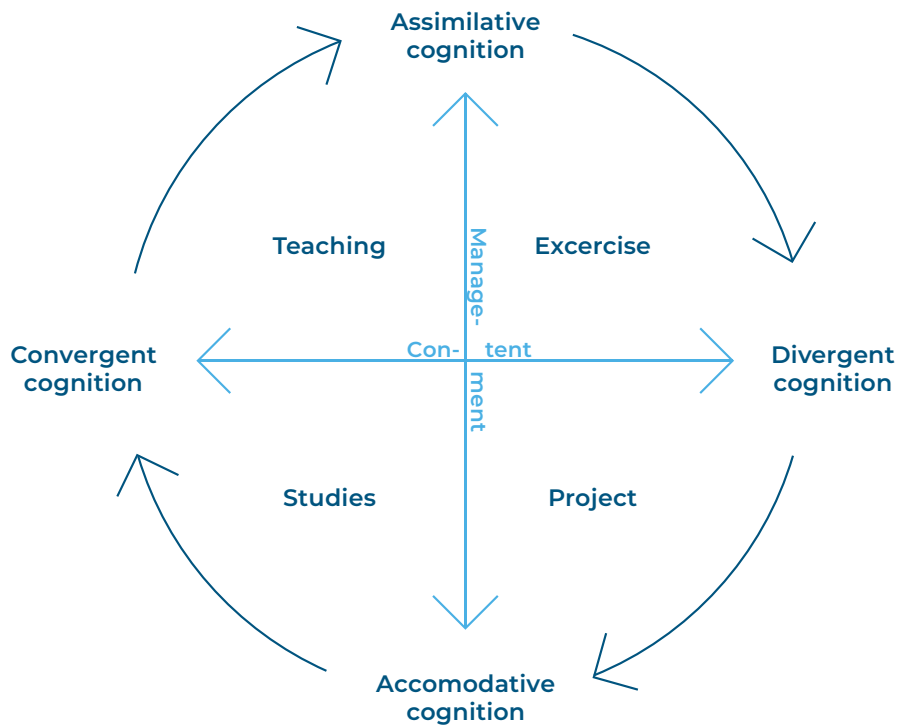 Assimilative
cognition
Teaching
Excercise
Manage-
ment
Con- tent
Convergent
cognition
Divergent
cognition
Studies
Project
Accomodative
cognition